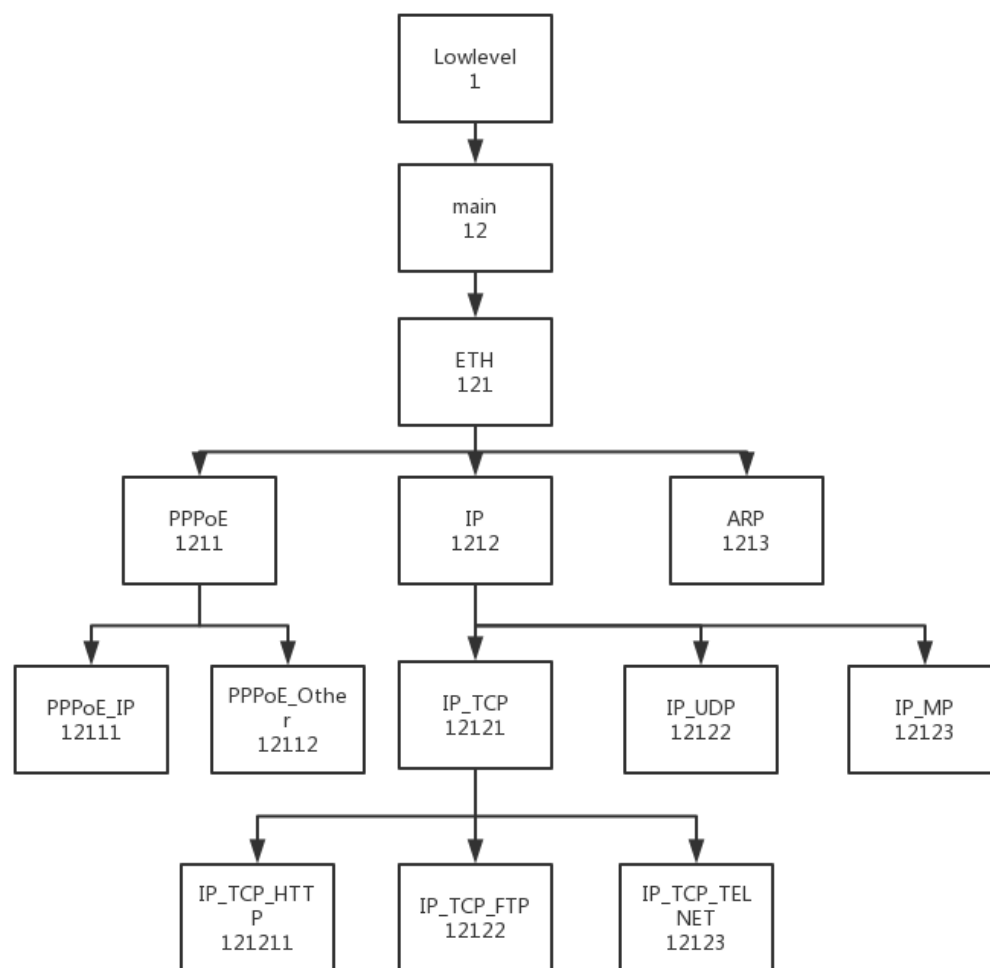 Lowlevel
1
main
12
ETH
121
PPPoE
1211
IP
1212
ARP
1213
PPPoE_IP
12111
PPPoE_Othe
r
12112
IP_TCP
12121
IP_UDP
12122
IP_MP
12123
IP_TCP_HTT
P
121211
IP_TCP_FTP
12122
IP_TCP_TEL
NET
12123